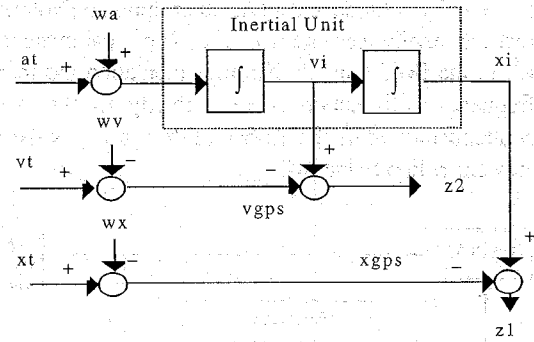 wa
Inertial Unit
at
+
+
∫
vi
∫
xi
wv
vt
+
−
−
+
vgps
z2
wx
xt
+
−
xgps
−
+
z1